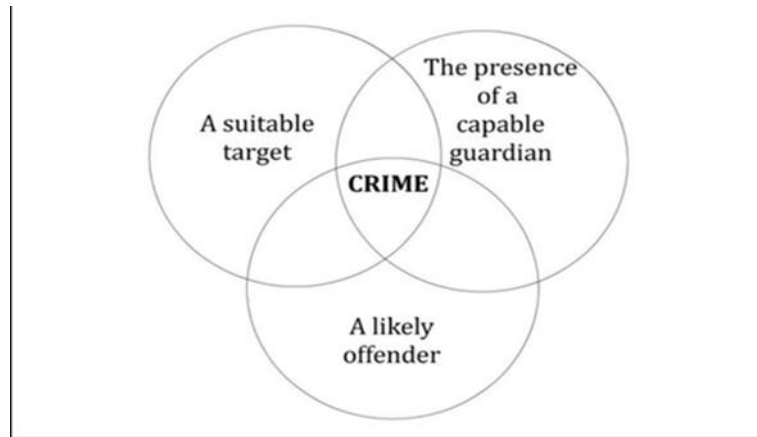 The presence
of a
capable
guardian
A suitable
target
CRIME
A likely
offender